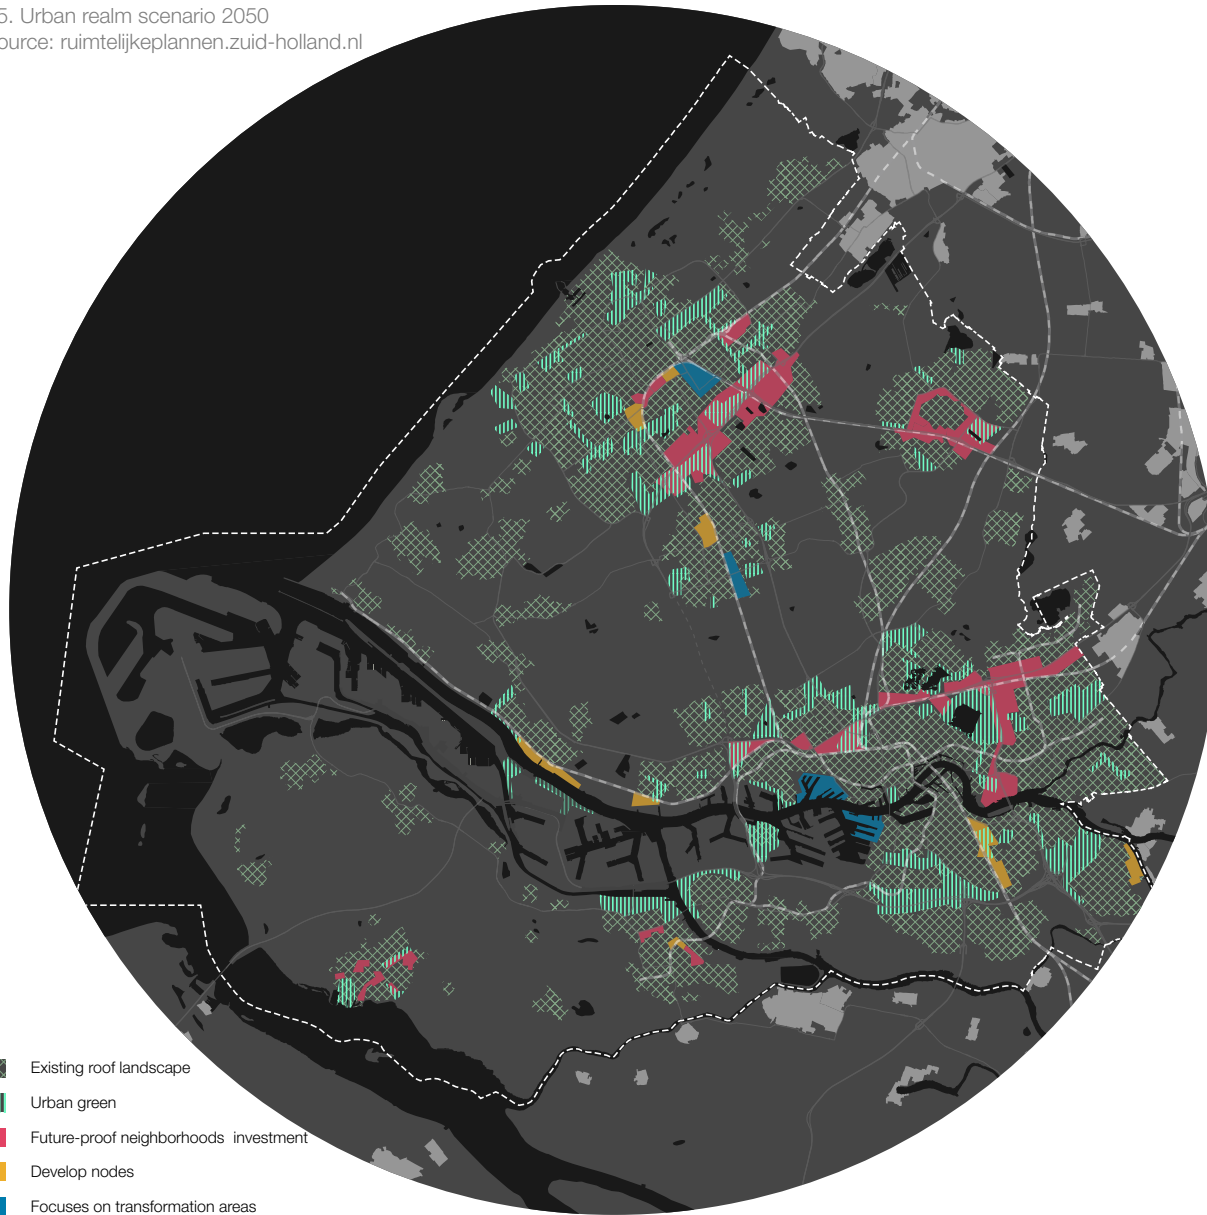 5. Urban realm scenario 2050
ource: ruimtelijkeplannen.zuid-holland.nl
Existing roof landscape
Urban green
Future-proof neighborhoods investment
Develop nodes
Focuses on transformation areas